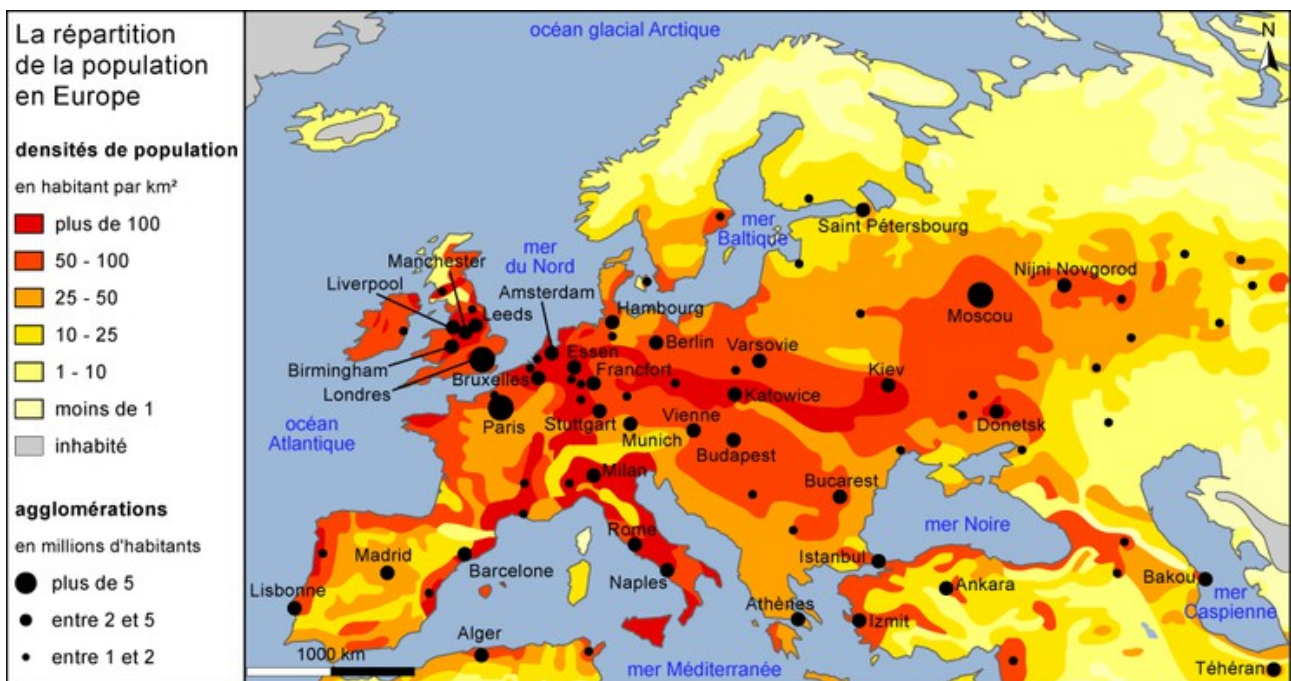 La répartition
de la population
en Europe
densités de population
en habitant par km²
plus de 100
50 - 100
25 - 50
10 - 25
1 - 10
moins de 1
inhabité
agglomérations
en millions d'habitants
plus de 5
entre 2 et 5
entre 1 et 2
océan glacial Arctique
N
mer
Baltique
Saint Pétersbourg
mer
du Nord
Manchester
Liverpool
Amsterdam
Leeds
Hambourg
Nijni Novgorod
Moscou
Birmingham
Londres
Essen
Berlin
Varsovie
Bruxelles
Francfort
Kiev
Katowice
océan
Atlantique
Paris
Stuttgart
Vienne
Munich
Donetsk
Budapest
Milan
Bucarest
Rome
mer Noire
Madrid
Barcelone
Istanbul
Lisbonne
Naples
Ankara
Bakou
mer
Caspienne
Athènes
Izmit
Alger
1000 km
mer Méditerranée
Téhéran